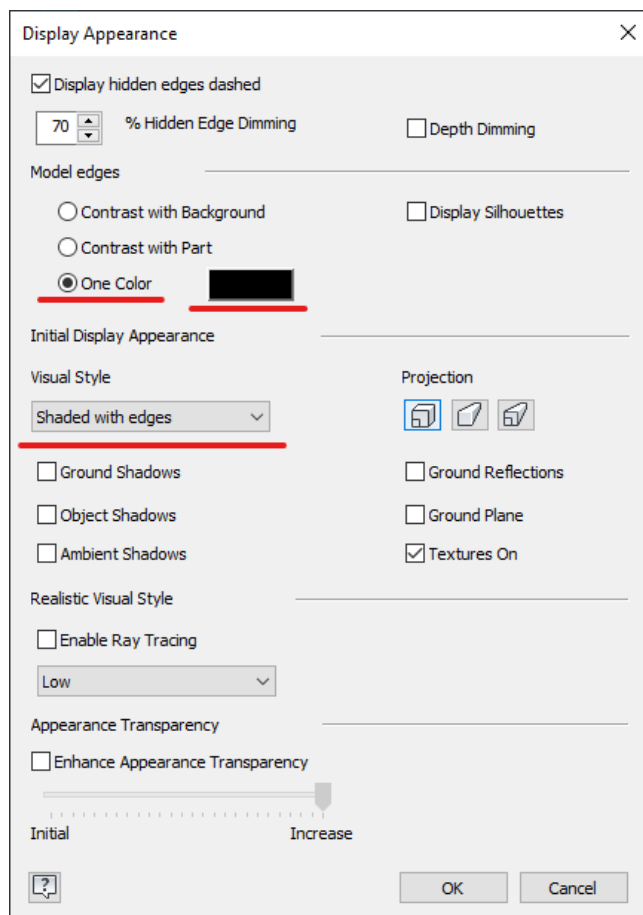 Display Appearance
Display hidden edges dashed
70 % Hidden Edge Dimming
Depth Dimming
Model edges
Contrast with Background
Display Silhouettes
Contrast with Part
One Color
Initial Display Appearance
Visual Style
Projection
Shaded with edges
Ground Shadows
Ground Reflections
Object Shadows
Ground Plane
Ambient Shadows
Textures On
Realistic Visual Style
Enable Ray Tracing
Low
Appearance Transparency
Enhance Appearance Transparency
Initial
Increase
?
OK
Cancel